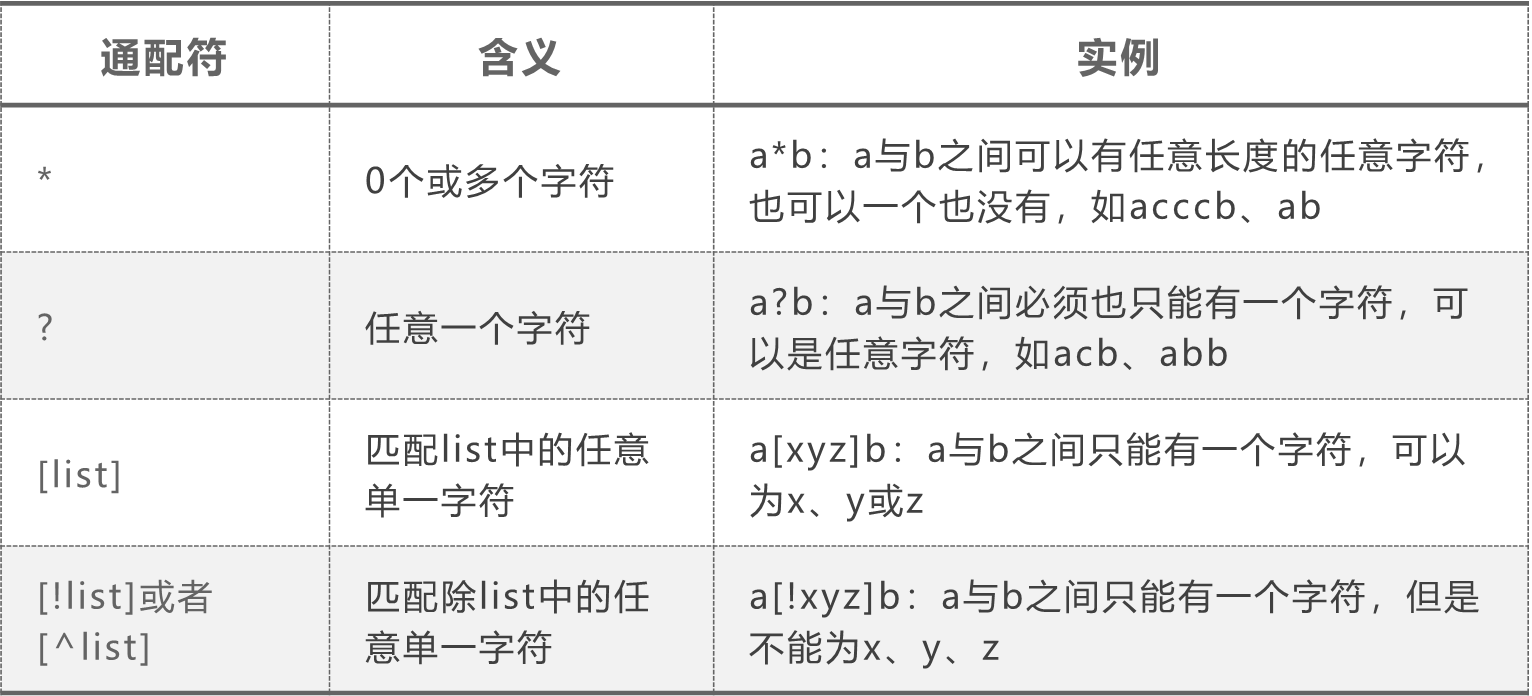 通配符
含义
实例
*
0个或多个字符
a*b：a与b之间可以有任意长度的任意字符，
也可以一个也没有，如acccb、ab
?
任意一个字符
a?b：a与b之间必须也只能有一个字符，可
以是任意字符，如acb、abb
[list]
匹配list中的任意
单一字符
a[xyz]b：a与b之间只能有一个字符，可以
为x、y或z
[!list]或者
[^list]
匹配除list中的任
意单一字符
a[!xyz]b：a与b之间只能有一个字符，但是
不能为x、y、z